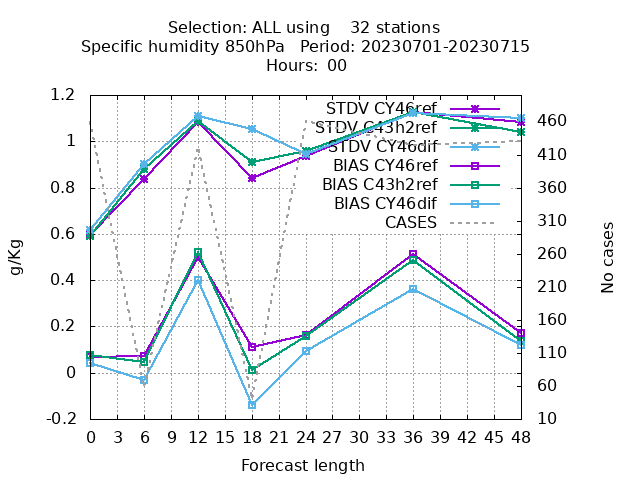 Selection: ALL using    32 stations
Specific humidity 850hPa   Period: 20230701-20230715
Hours:  00
STDV CY46ref
STDV C43h2ref
STDV CY46dif
BIAS CY46ref
BIAS C43h2ref
BIAS CY46dif
CASES
1.2
1
0.8
0.6
0.4
0.2
0
-0.2
g/Kg
460
410
360
310
260
210
160
110
60
10
No cases
0 3 6 9 12 15 18 21 24 27 30 33 36 39 42 45 48
Forecast length